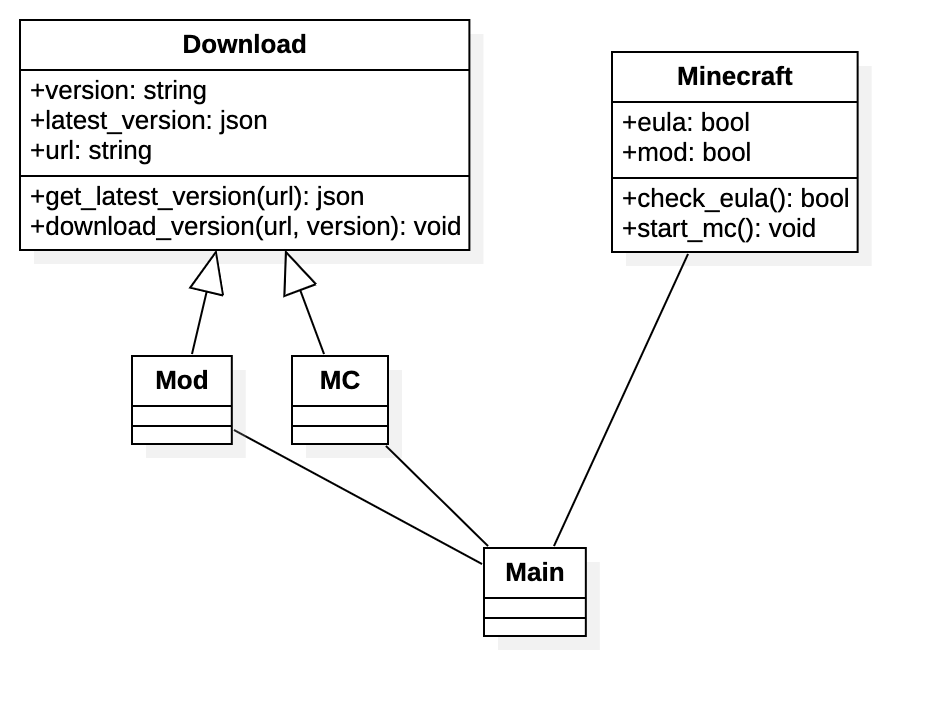 Download
+version: string
+latest_version: json
+url: string
+get_latest_version(url): json
+download_version(url, version): void
Minecraft
+eula: bool
+mod: bool
+check_eula(): bool
+start_mc(): void
Mod
MC
Main